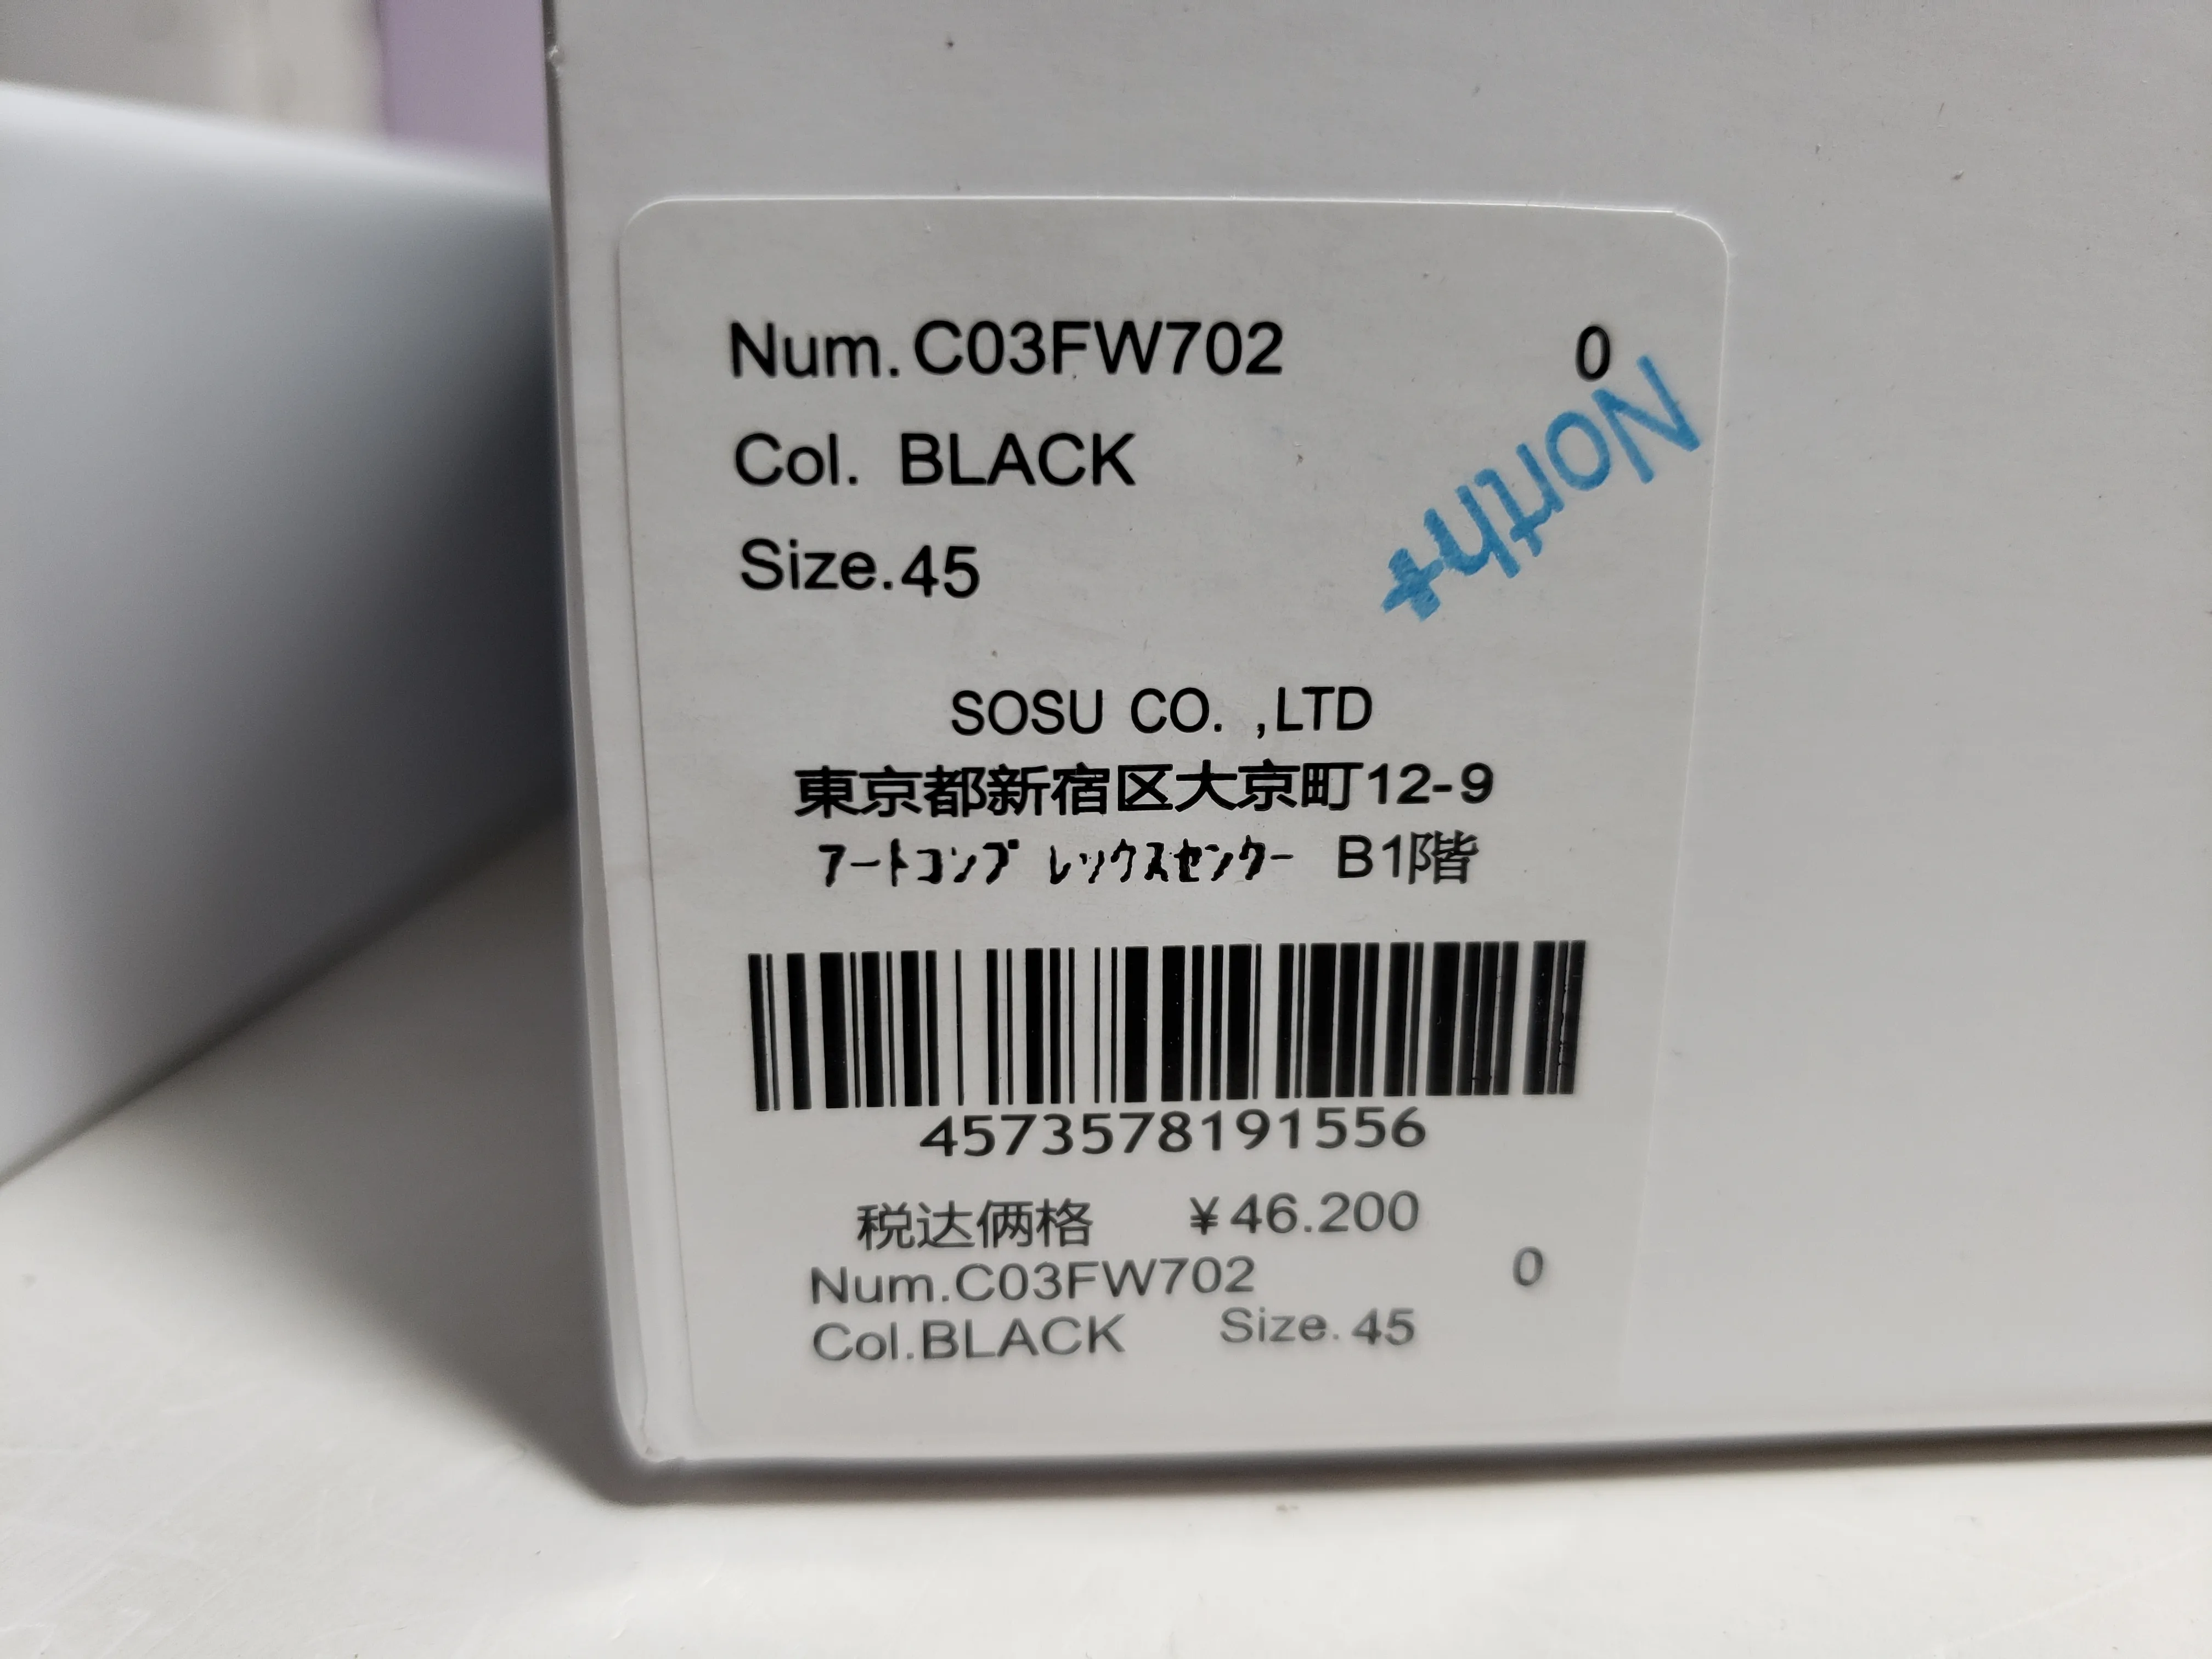 Num. C03FW702 0
Col. BLACK
Size. 45
North+
SOSU CO. ,LTD
東京都新宿区大京町12-9
アートコンプ レックスセンター B1階
4573578191556
税达俩格 ¥46.200
Num.C03FW702 0
Col.BLACK Size. 45